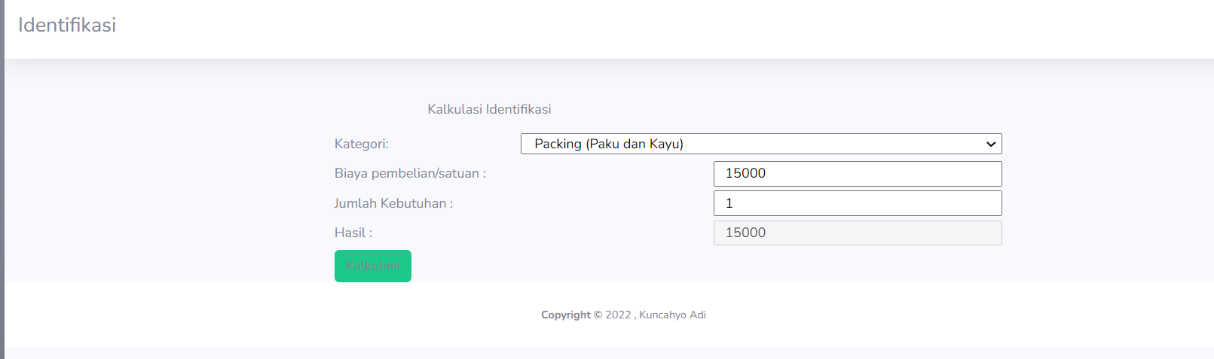 Identifikasi
Kalkulasi Identifikasi
Kategori: Packing (Paku dan Kayu)
Biaya pembelian/satuan : 15000
Jumlah Kebutuhan : 1
Hasil : 15000
Kalkulasi
Copyright © 2022 , Kuncahyo Adi